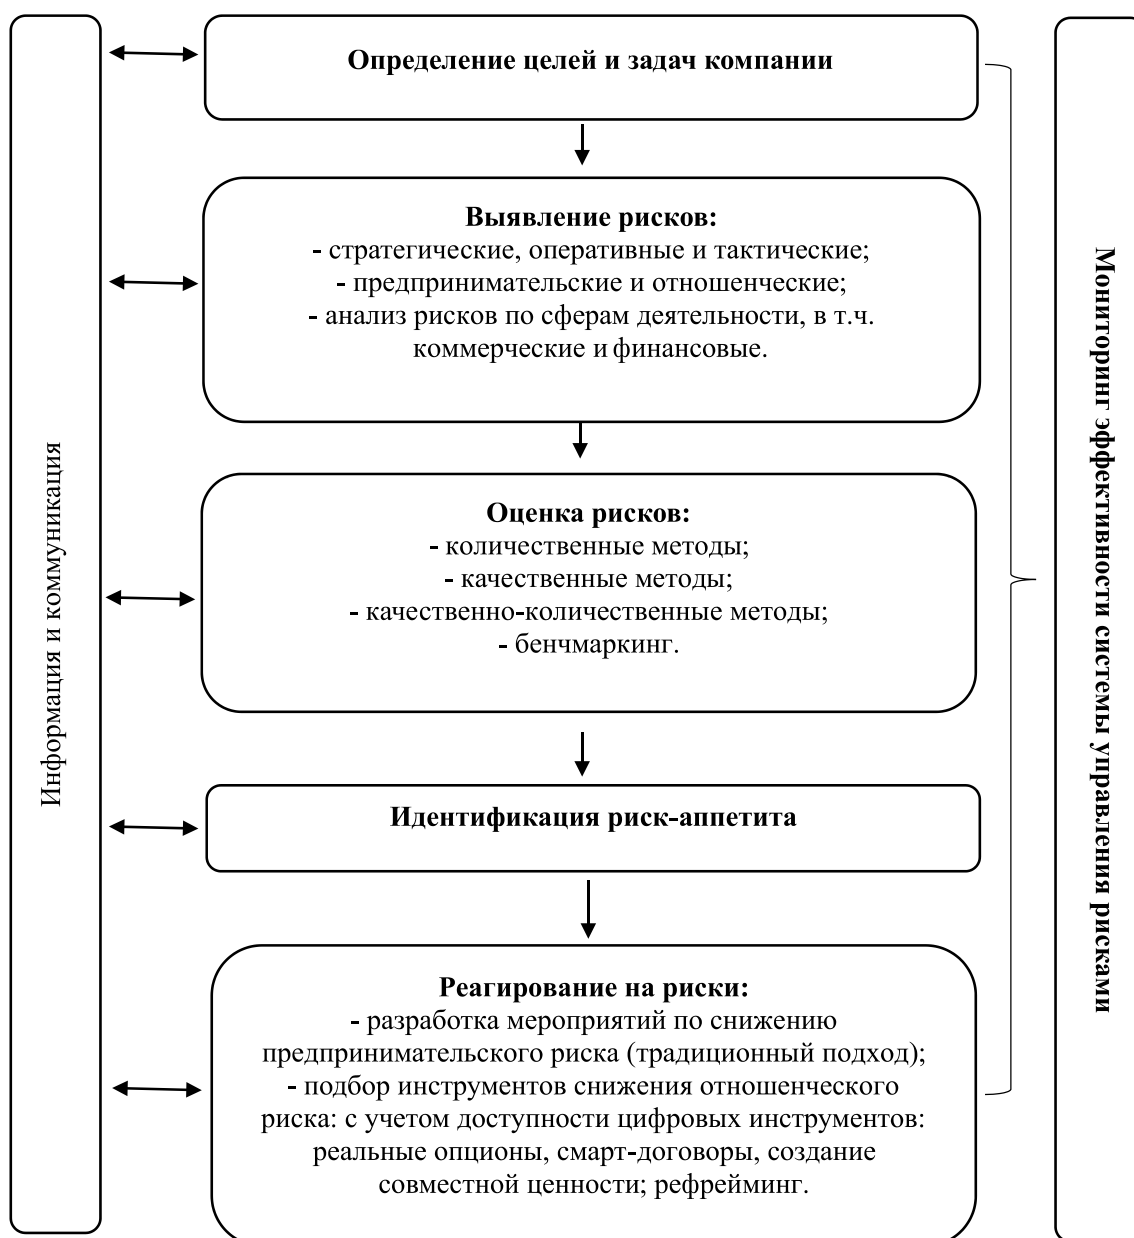 Информация и коммуникация
Определение целей и задач компании
Выявление рисков:
- стратегические, оперативные и тактические;
- предпринимательские и отношенческие;
- анализ рисков по сферам деятельности, в т.ч.
коммерческие и финансовые.
Оценка рисков:
- количественные методы;
- качественные методы;
- качественно-количественные методы;
- бенчмаркинг.
Идентификация риск-аппетита
Реагирование на риски:
- разработка мероприятий по снижению
предпринимательского риска (традиционный подход);
- подбор инструментов снижения отношенческого
риска: с учетом доступности цифровых инструментов:
реальные опционы, смарт-договоры, создание
совместной ценности; рефрейминг.
Мониторинг эффективности системы управления рисками